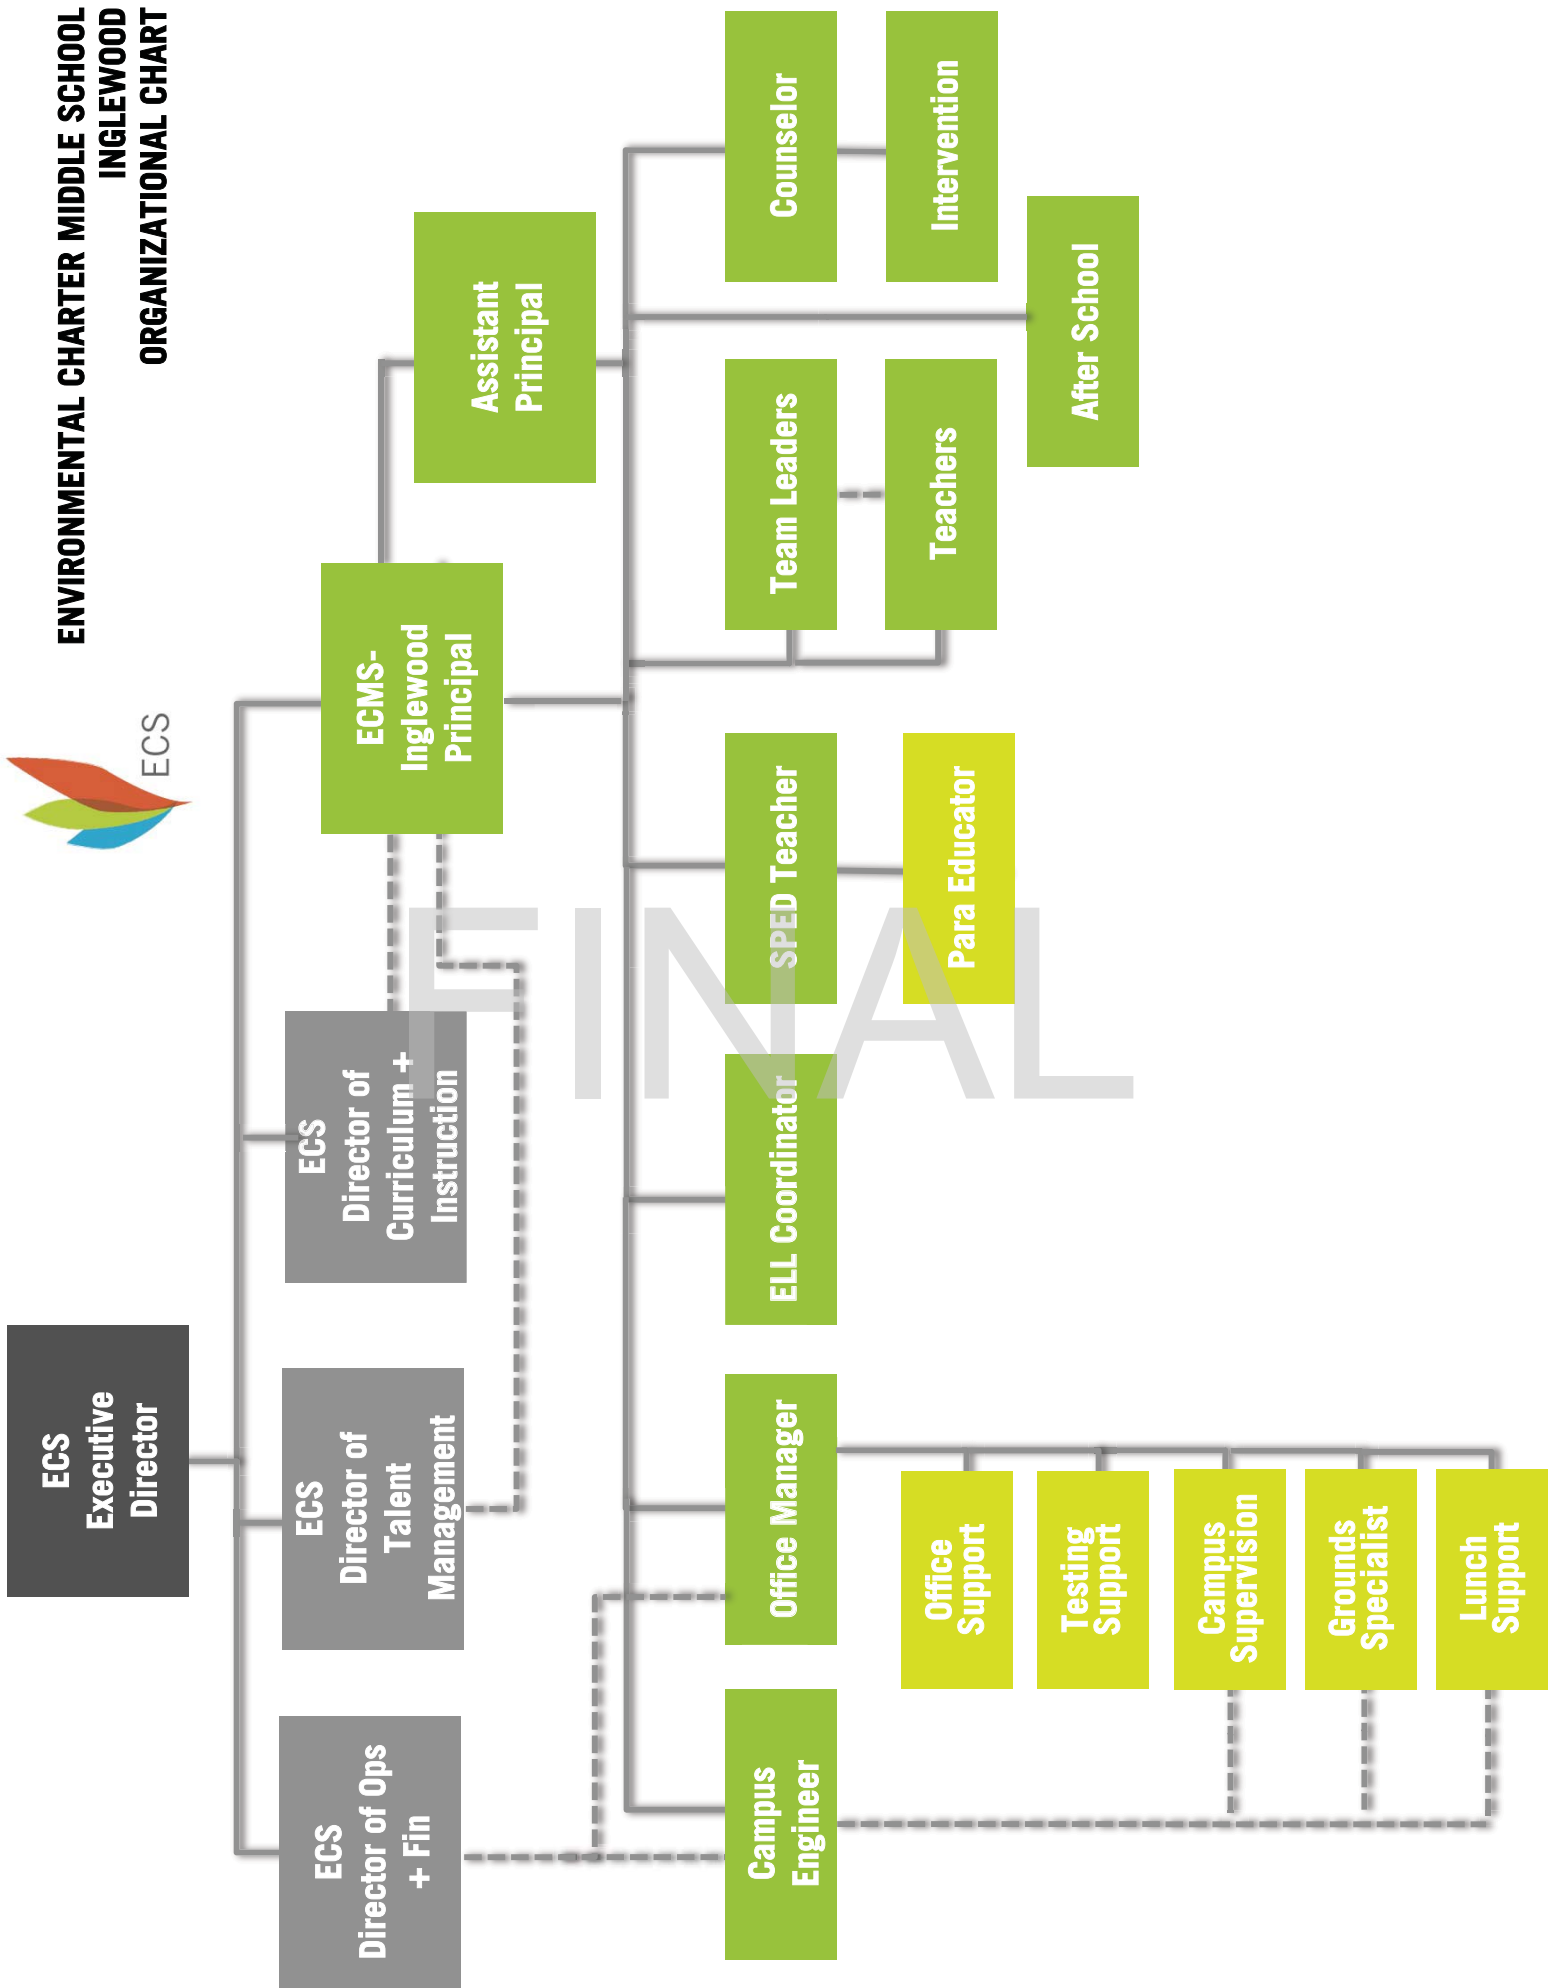 ENVIRONMENTAL CHARTER MIDDLE SCHOOL
INGLEWOOD
ORGANIZATIONAL CHART
ECS
ECS
Executive
Director
ECS
Director of Ops
+ Fin
ECS
Director of
Talent
Management
ECS
Director of
Curriculum +
Instruction
ECMS-
Inglewood
Principal
Assistant
Principal
Campus
Engineer
Office Manager
ELL Coordinator
SPED Teacher
Team Leaders
Counselor
Office
Support
Testing
Support
Campus
Supervision
Grounds
Specialist
Lunch
Support
Para Educator
Teachers
Intervention
After School
FINAL